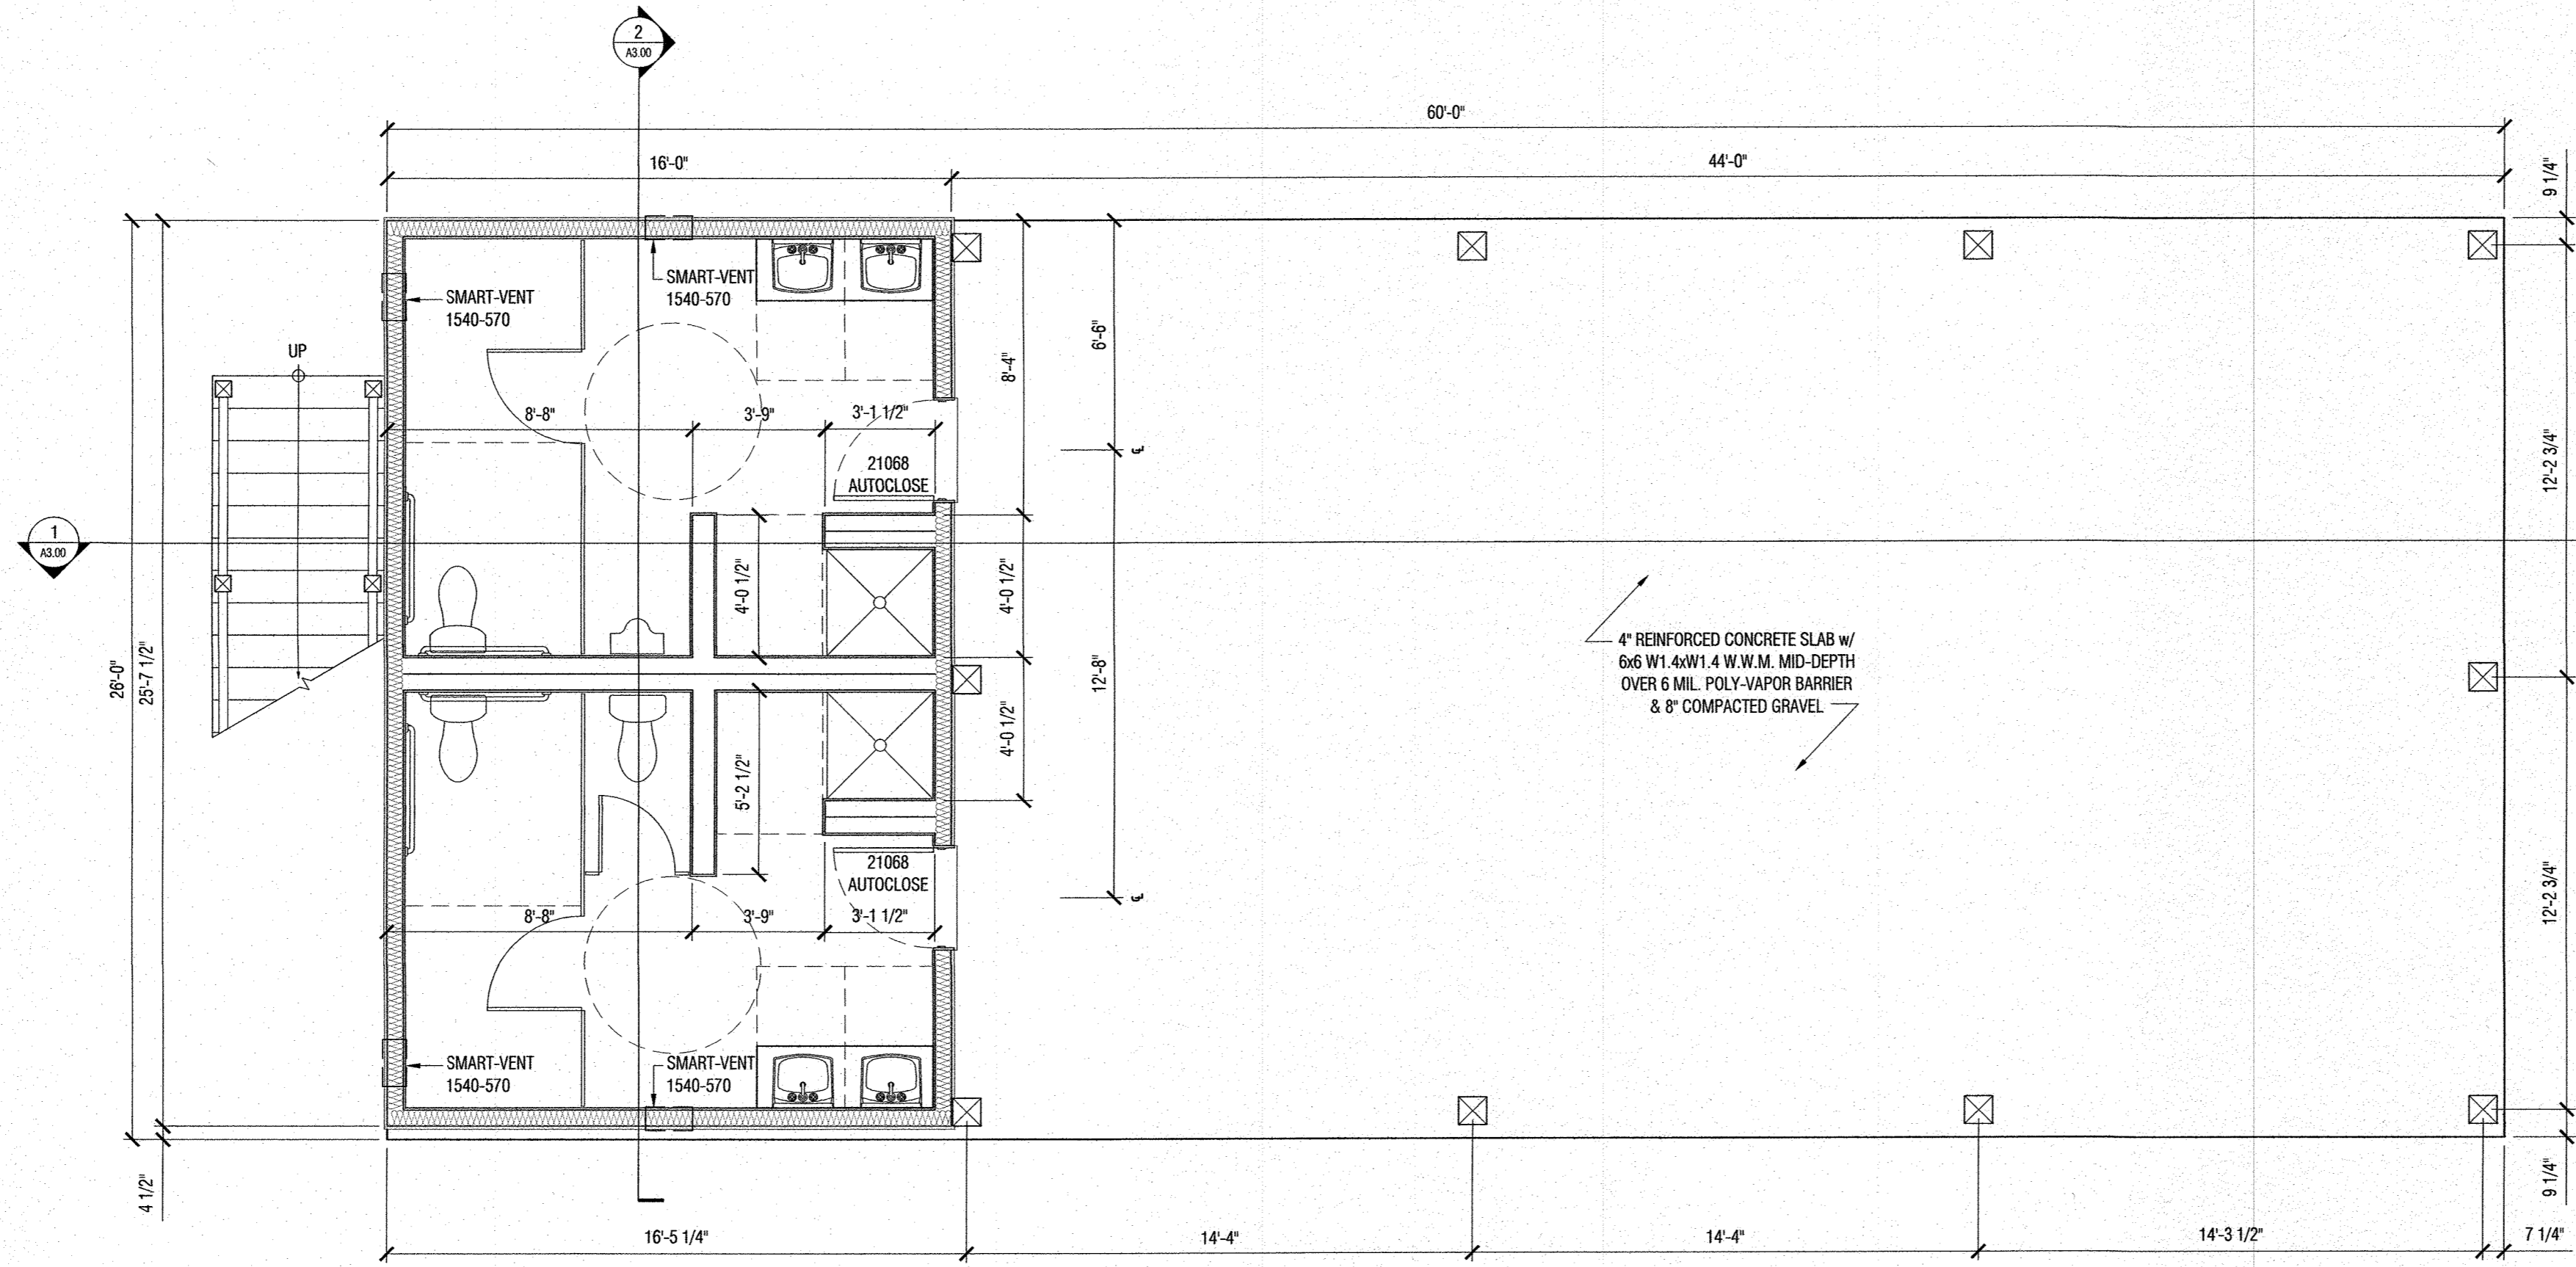 2
A3.00
60'-0"
16'-0"
44'-0"
9 1/4"
SMART-VENT
1540-570
SMART-VENT
1540-570
UP
8'-4"
6'-6"
8'-8"
3'-9"
3'-1 1/2"
12'-2 3/4"
21068
AUTOCLOSE
1
A3.00
4'-0 1/2"
4'-0 1/2"
26'-0"
25'-7 1/2"
12'-8"
4" REINFORCED CONCRETE SLAB w/
6x6 W1.4xW1.4 W.W.M. MID-DEPTH
OVER 6 MIL. POLY-VAPOR BARRIER
& 8" COMPACTED GRAVEL
4'-0 1/2"
5'-2 1/2"
21068
AUTOCLOSE
8'-8"
3'-9"
3'-1 1/2"
12'-2 3/4"
SMART-VENT
1540-570
SMART-VENT
1540-570
4 1/2"
9 1/4"
16'-5 1/4"
14'-4"
14'-4"
14'-3 1/2"
7 1/4"